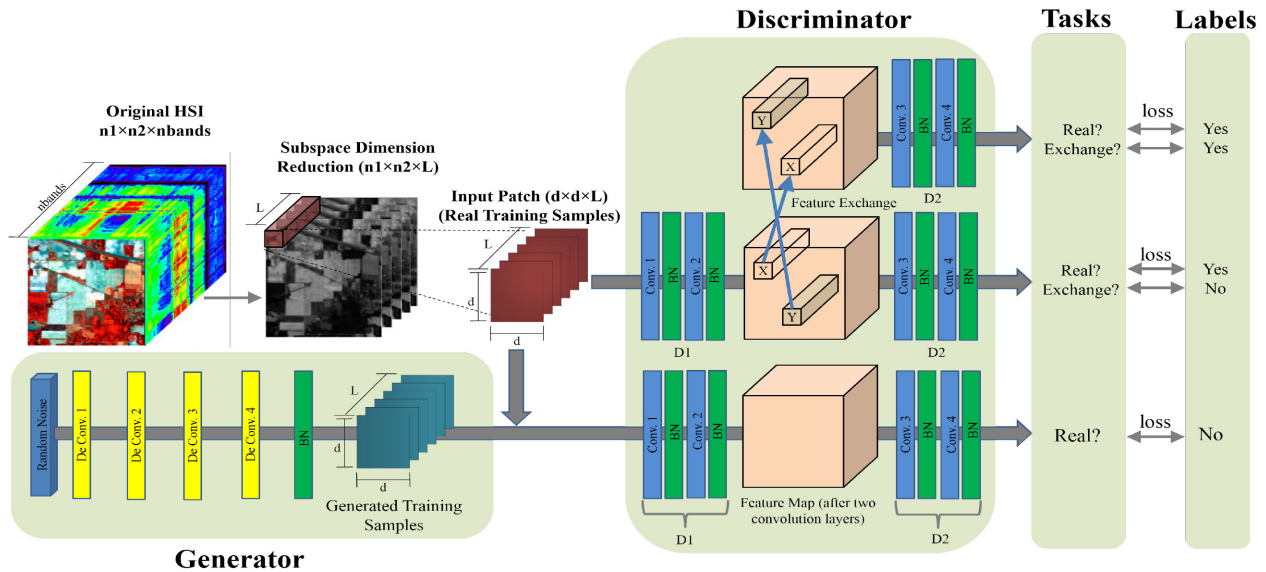 Discriminator
Tasks
Labels
Original HSI
n1×n2×nbands
nbands
Subspace Dimension
Reduction (n1×n2×L)
L
Input Patch (d×d×L)
(Real Training Samples)
L
d
d
Y
X
Feature Exchange
Conv. 3
BN
Conv. 4
BN
D2
Real?
Exchange?
loss
Yes
Yes
Conv. 1
BN
Conv. 2
BN
D1
X
Y
Conv. 3
BN
Conv. 4
BN
D2
Real?
Exchange?
loss
Yes
No
Random Noise
De Conv. 1
De Conv. 2
De Conv. 3
De Conv. 4
BN
L
d
d
Generated Training
Samples
Generator
Conv. 1
BN
Conv. 2
BN
D1
Feature Map (after two
convolution layers)
Conv. 3
BN
Conv. 4
BN
D2
Real?
loss
No